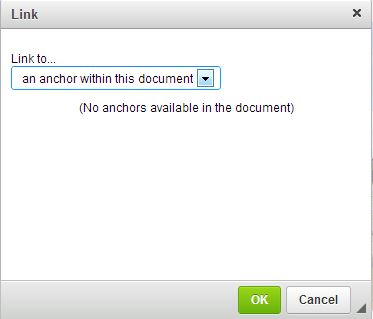 Link
Link to...
an anchor within this document
(No anchors available in the document)
OK Cancel